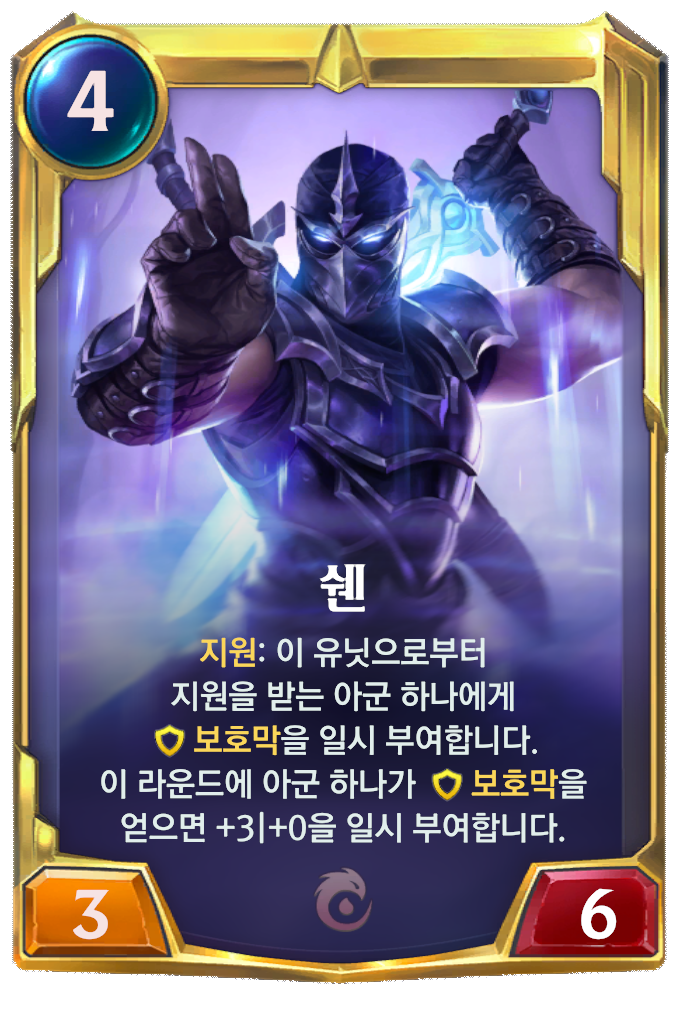 4
쉔
지원: 이 유닛으로부터
지원을 받는 아군 하나에게
보호막을 일시 부여합니다.
이 라운드에 아군 하나가 보호막을
얻으면 +3|+0을 일시 부여합니다.
3
6